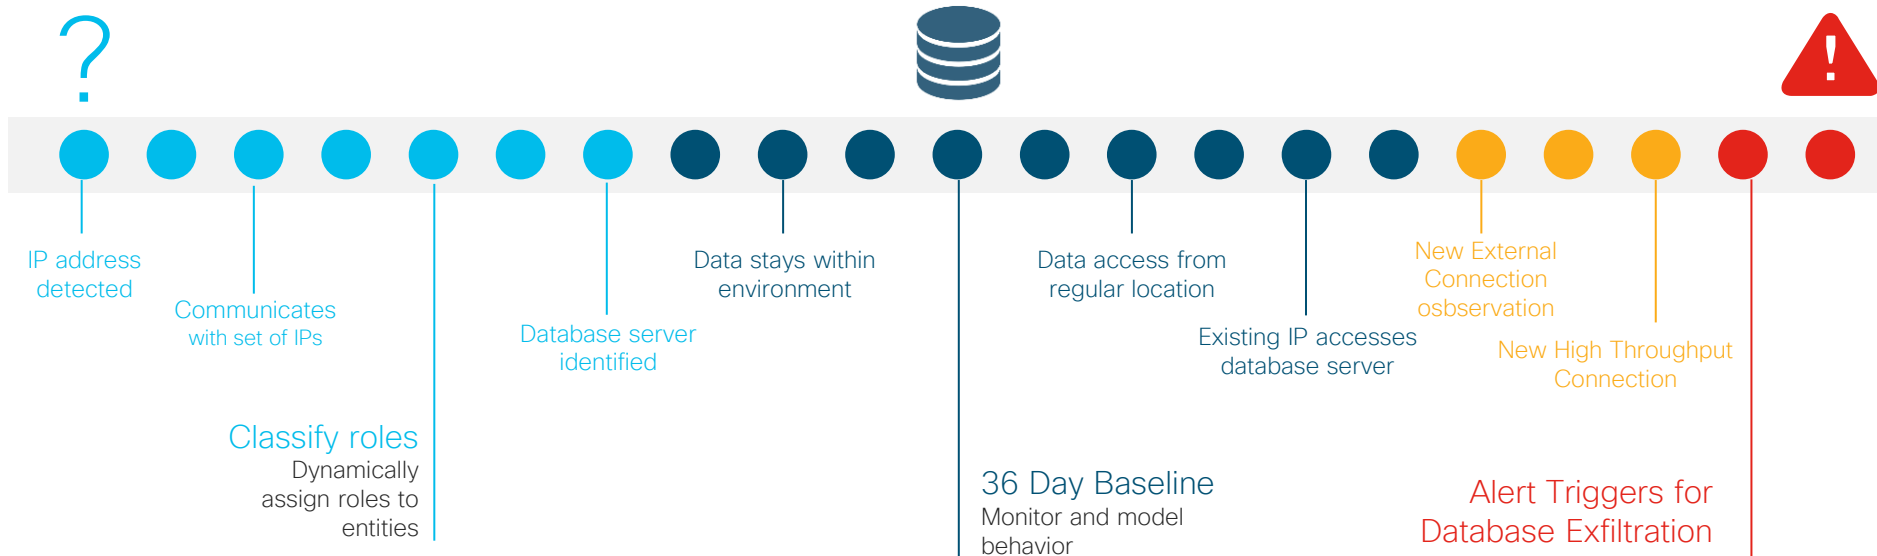 ?
!
IP address
detected
Communicates
with set of IPs
Classify roles
Dynamically
assign roles to
entities
Database server
identified
Data stays within
environment
36 Day Baseline
Monitor and model
behavior
Data access from
regular location
Existing IP accesses
database server
New External
Connection
osbservation
New High Throughput
Connection
Alert Triggers for
Database Exfiltration